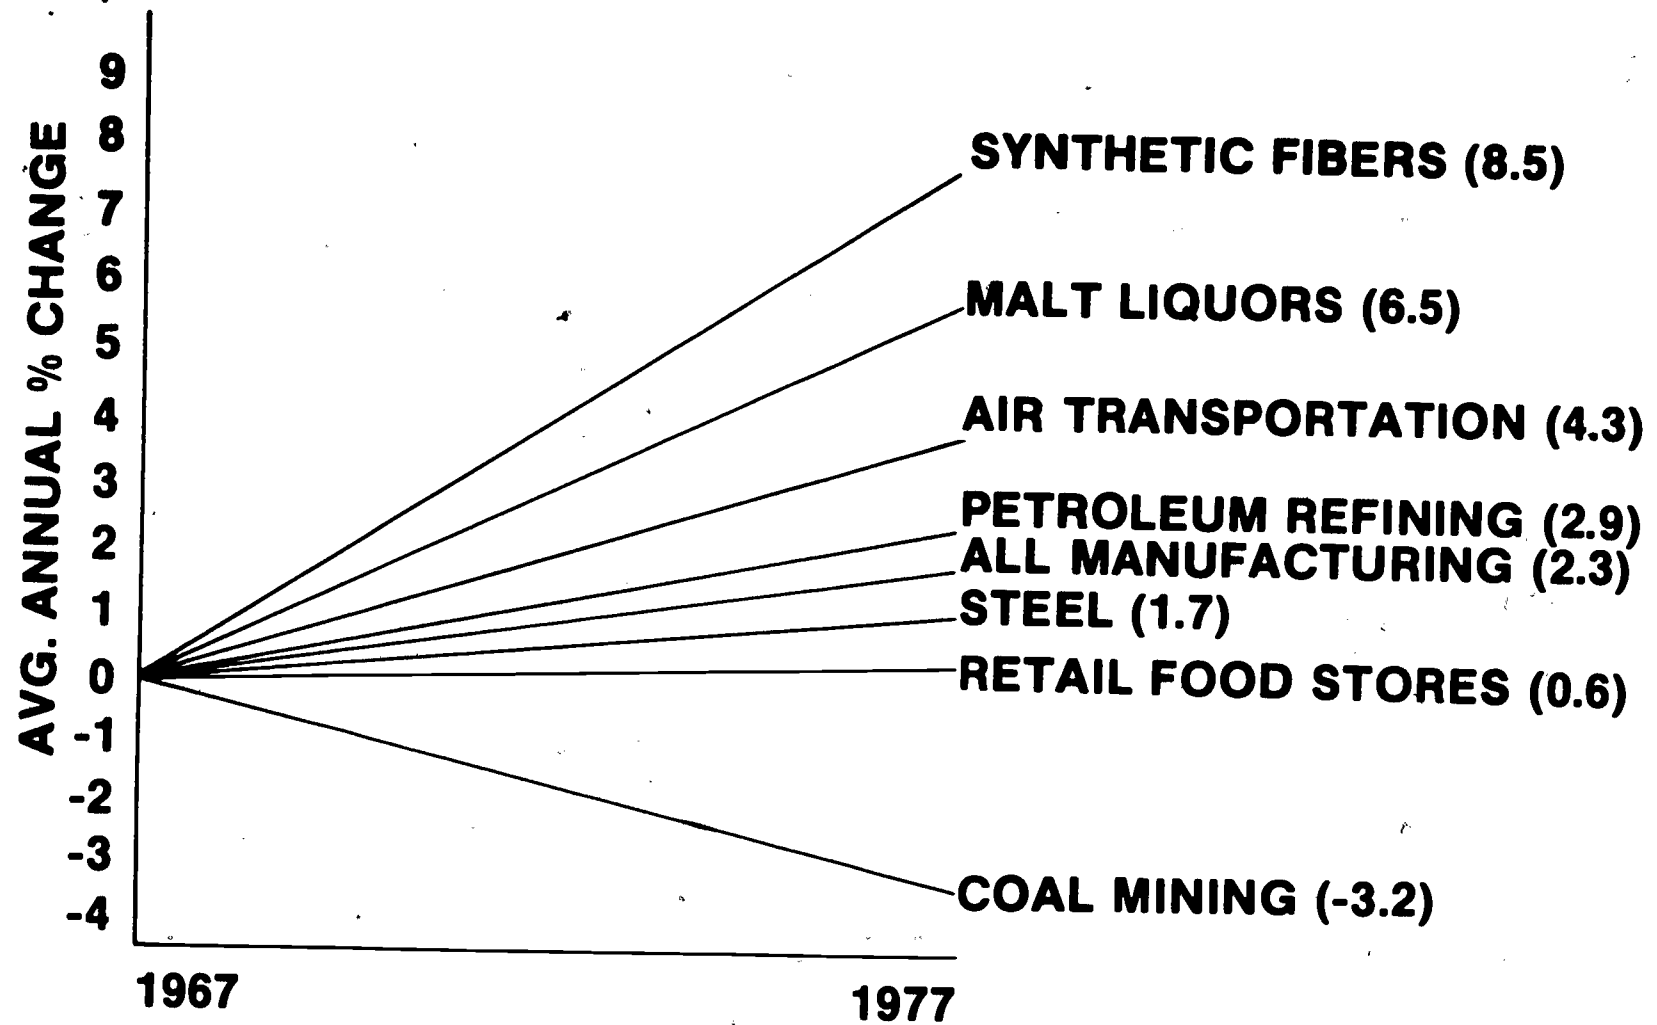 AVG. ANNUAL % CHANGE
9
8
7
6
5
4
3
2
1
0
-1
-2
-3
-4
SYNTHETIC FIBERS (8.5)
MALT LIQUORS (6.5)
AIR TRANSPORTATION (4.3)
PETROLEUM REFINING (2.9)
ALL MANUFACTURING (2.3)
STEEL (1.7)
RETAIL FOOD STORES (0.6)
COAL MINING (-3.2)
1967 1977